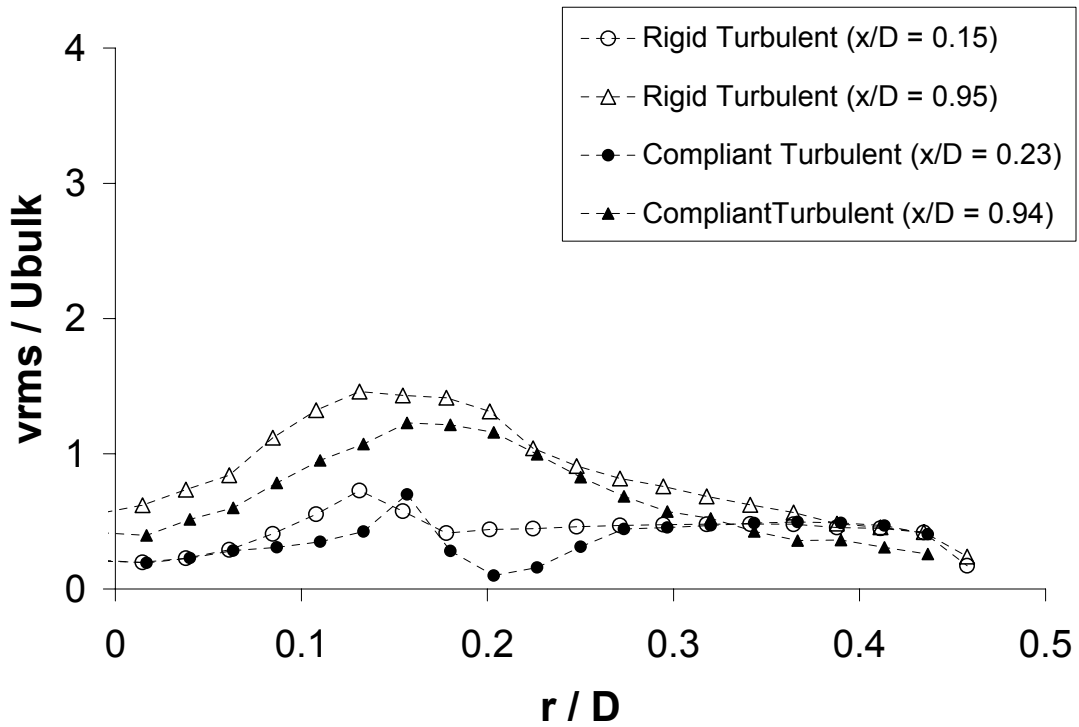 Rigid Turbulent (x/D = 0.15)
Rigid Turbulent (x/D = 0.95)
Compliant Turbulent (x/D = 0.23)
CompliantTurbulent (x/D = 0.94)
vrms / Ubulk
4
3
2
1
0
0 0.1 0.2 0.3 0.4 0.5
r / D